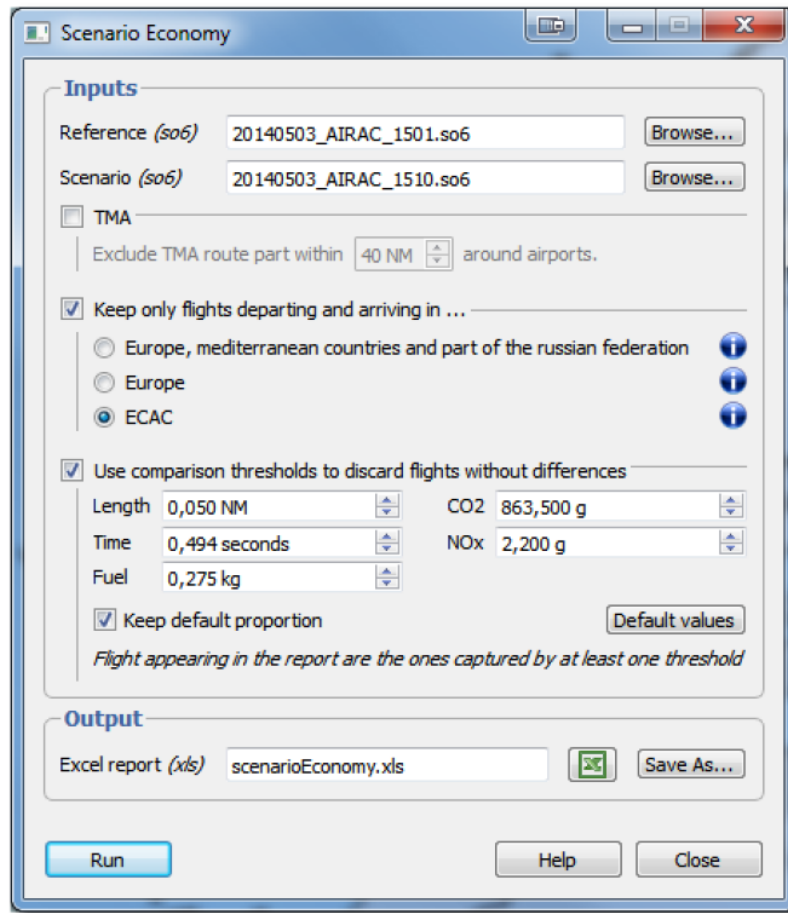 Scenario Economy
Inputs
Reference (so6) 20140503_AIRAC_1501.so6 Browse...
Scenario (so6) 20140503_AIRAC_1510.so6 Browse...
TMA
Exclude TMA route part within 40 NM around airports.
Keep only flights departing and arriving in ...
Europe, mediterranean countries and part of the russian federation
Europe
ECAC
Use comparison thresholds to discard flights without differences
Length 0,050 NM CO2 863,500 g
Time 0,494 seconds NOx 2,200 g
Fuel 0,275 kg
Keep default proportion Default values
Flight appearing in the report are the ones captured by at least one threshold
Output
Excel report (xls) scenarioEconomy.xls Save As...
Run Help Close